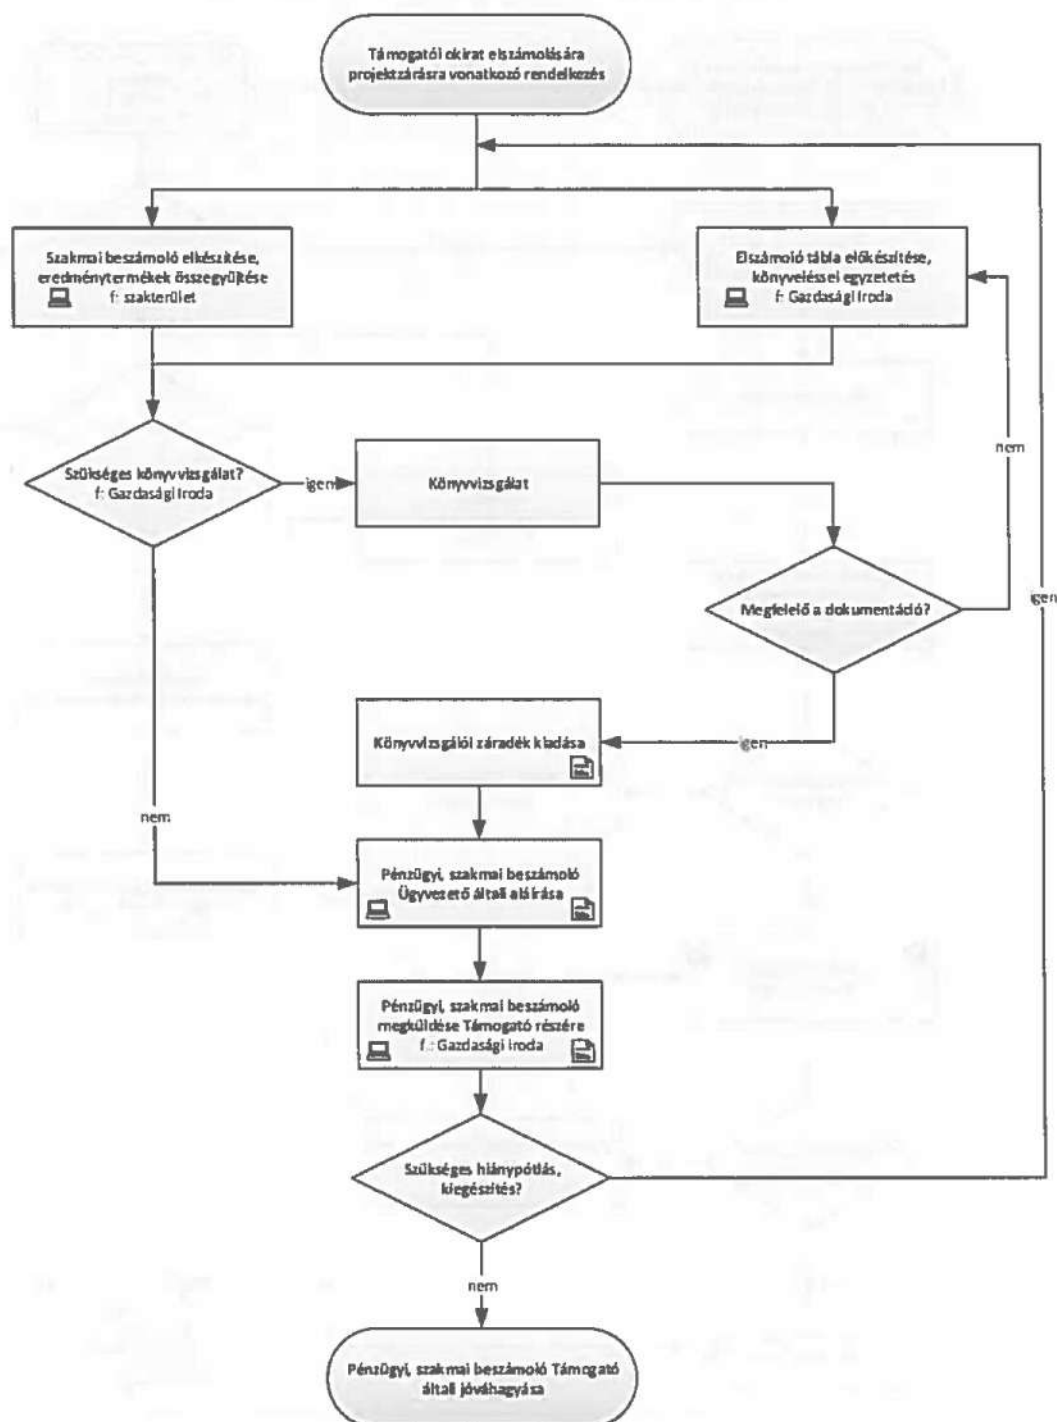 Támogatói okirat elszámolására
projektzárásra vonatkozó rendelkezés
Szakmai beszámoló elkészítése,
eredménytermékek összegyűjtése
f: szakterület
Elszámoló tábla előkészítése,
könyveléssel egyzetetés
f: Gazdasági Iroda
nem
Szükséges könyvvizsgálat?
f: Gazdasági Iroda
igen
Könyvvizsgálat
Megfelelő a dokumentáció?
igen
Könyvvizsgálói záradék kiadása
igen
nem
Pénzügyi, szakmai beszámoló
Ügyvezető általi aláírása
Pénzügyi, szakmai beszámoló
megküldése Támogató részére
f.: Gazdasági Iroda
Szükséges hiánypótlás,
kiegészítés?
nem
Pénzügyi, szakmai beszámoló Támogató
általi jóváhagyása